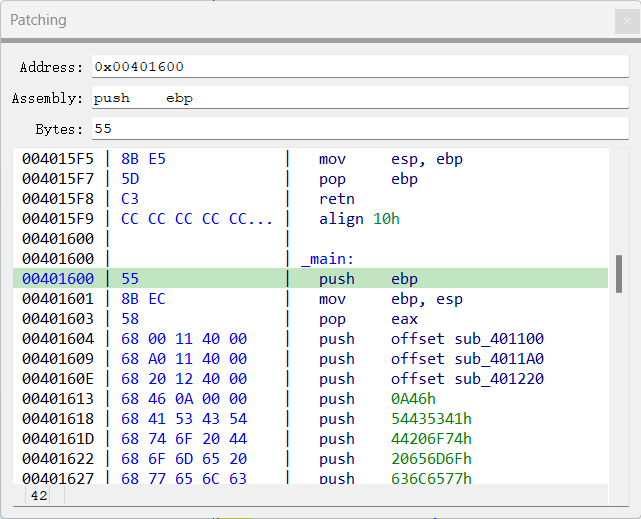 Patching
Address: 0x00401600
Assembly: push    ebp
Bytes: 55
004015F5 | 8B E5 | mov esp, ebp
004015F7 | 5D | pop ebp
004015F8 | C3 | retn
004015F9 | CC CC CC CC CC... | align 10h
00401600 | |
00401600 | | _main:
00401600 | 55 | push ebp
00401601 | 8B EC | mov ebp, esp
00401603 | 58 | pop eax
00401604 | 68 00 11 40 00 | push offset sub_401100
00401609 | 68 A0 11 40 00 | push offset sub_4011A0
0040160E | 68 20 12 40 00 | push offset sub_401220
00401613 | 68 46 0A 00 00 | push 0A46h
00401618 | 68 41 53 43 54 | push 54435341h
0040161D | 68 74 6F 20 44 | push 44206F74h
00401622 | 68 6F 6D 65 20 | push 20656D6Fh
00401627 | 68 77 65 6C 63 | push 636C6577h
42